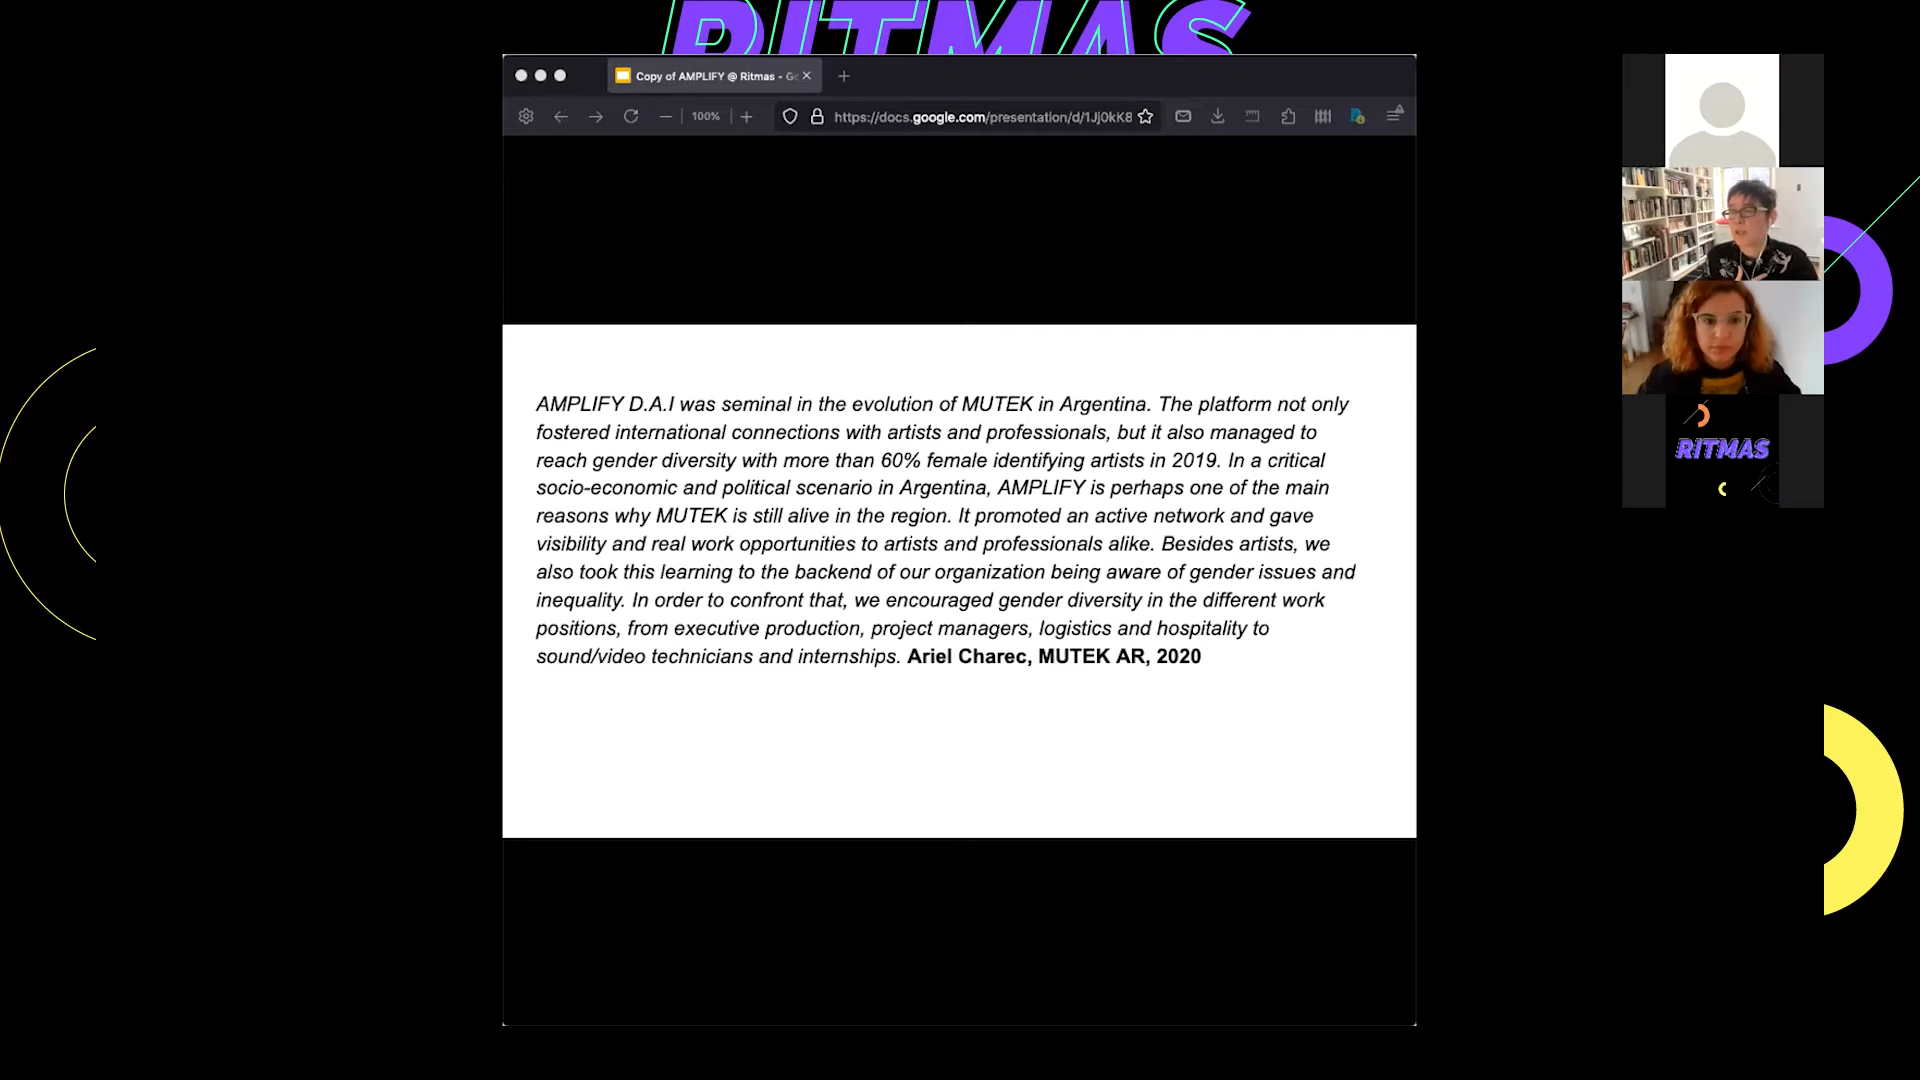 RITMAS
Copy of AMPLIFY @ Ritmas - Go
100%
https://docs.google.com/presentation/d/1Jj0kK8
AMPLIFY D.A.I was seminal in the evolution of MUTEK in Argentina. The platform not only
fostered international connections with artists and professionals, but it also managed to
reach gender diversity with more than 60% female identifying artists in 2019. In a critical
socio-economic and political scenario in Argentina, AMPLIFY is perhaps one of the main
reasons why MUTEK is still alive in the region. It promoted an active network and gave
visibility and real work opportunities to artists and professionals alike. Besides artists, we
also took this learning to the backend of our organization being aware of gender issues and
inequality. In order to confront that, we encouraged gender diversity in the different work
positions, from executive production, project managers, logistics and hospitality to
sound/video technicians and internships. Ariel Charec, MUTEK AR, 2020
RITMAS